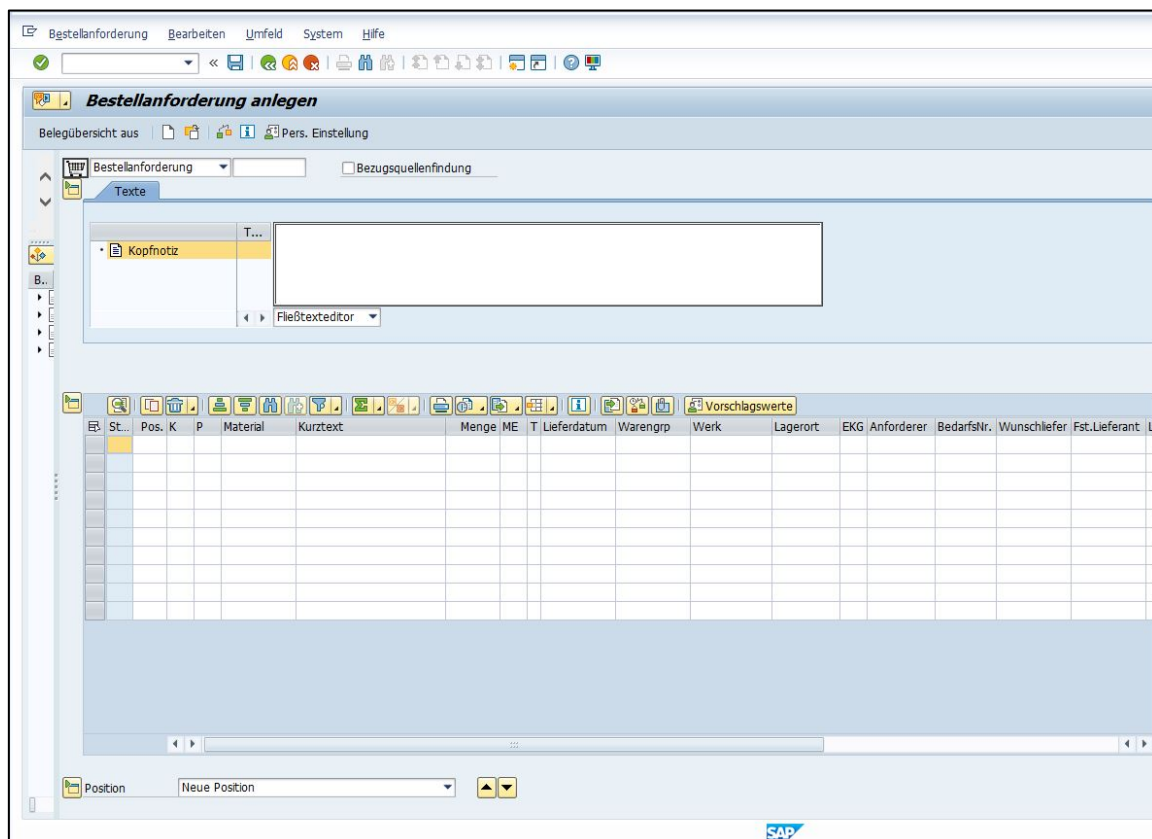 Bestellanforderung Bearbeiten Umfeld System Hilfe
Bestellanforderung anlegen
Belegübersicht aus Pers. Einstellung
Bestellanforderung Bezugsquellenfindung
Texte
T...
Kopfnotiz
B..
Fließtexteditor
Vorschlagswerte
St... Pos. K P Material Kurztext Menge ME T Lieferdatum Warengrp Werk Lagerort EKG Anforderer BedarfsNr. Wunschliefer Fst.Lieferant L
Position Neue Position
SAP